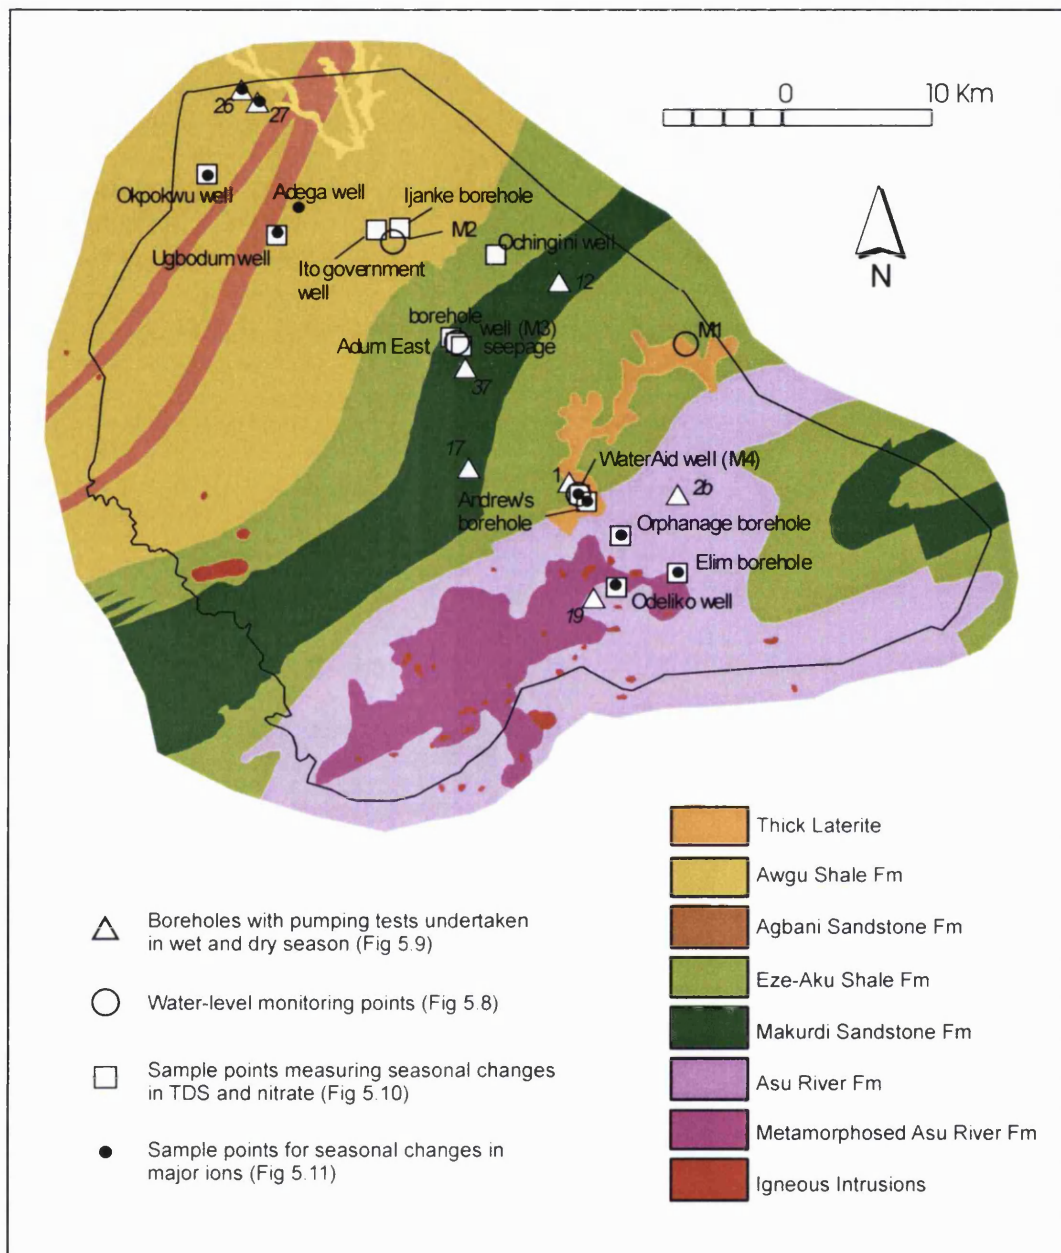 0 10 Km
26
27
Okpokwu well
Adega well
Ijanke borehole
M2
Ugbodum well
Ito government
well
Ochingini well
12
N
borehole
well (M3)
Adum East
seepage
M1
37
17
WaterAid well (M4)
1
2b
Andrew's
borehole
Orphanage borehole
Elim borehole
Odeliko well
19
Thick Laterite
Awgu Shale Fm
Agbani Sandstone Fm
Eze-Aku Shale Fm
Makurdi Sandstone Fm
Asu River Fm
Metamorphosed Asu River Fm
Igneous Intrusions
Boreholes with pumping tests undertaken
in wet and dry season (Fig 5.9)
Water-level monitoring points (Fig 5.8)
Sample points measuring seasonal changes
in TDS and nitrate (Fig 5.10)
Sample points for seasonal changes in
major ions (Fig 5.11)